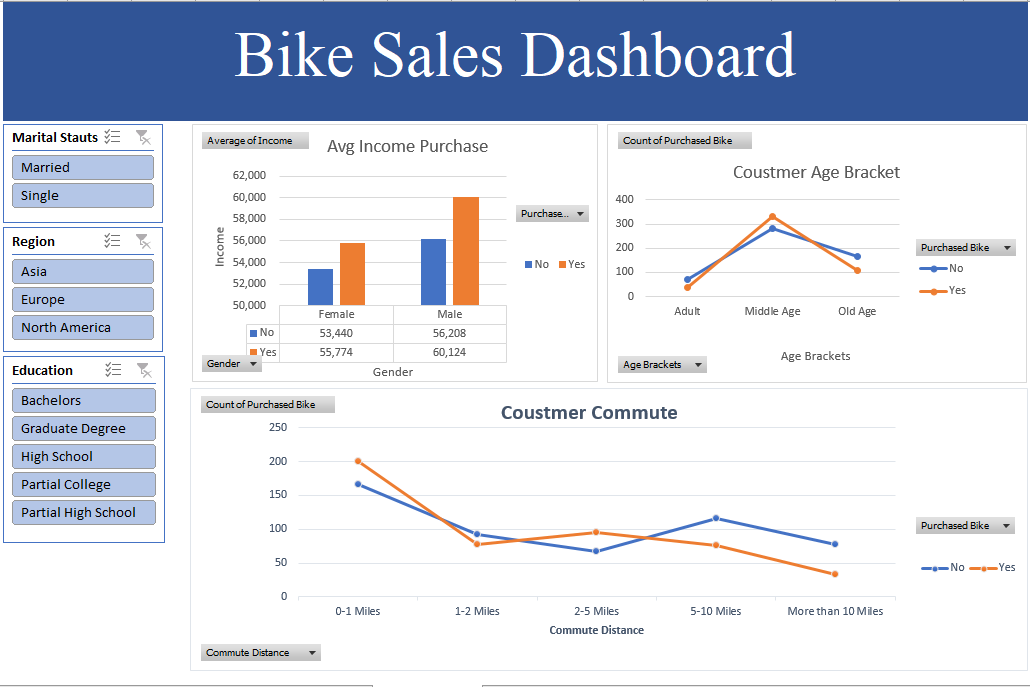 Bike Sales Dashboard
Marital Stauts
Married
Single
Region
Asia
Europe
North America
Education
Bachelors
Graduate Degree
High School
Partial College
Partial High School
Average of Income
Avg Income Purchase
62,000
60,000
58,000
56,000
54,000
52,000
50,000
Income
Female Male
No 53,440 56,208
Yes 55,774 60,124
Gender
Gender
Purchase...
No Yes
Count of Purchased Bike
Coustmer Age Bracket
400
300
200
100
0
Adult Middle Age Old Age
Age Brackets
Age Brackets
Purchased Bike
No
Yes
Count of Purchased Bike
Coustmer Commute
250
200
150
100
50
0
0-1 Miles 1-2 Miles 2-5 Miles 5-10 Miles More than 10 Miles
Commute Distance
Commute Distance
Purchased Bike
No Yes